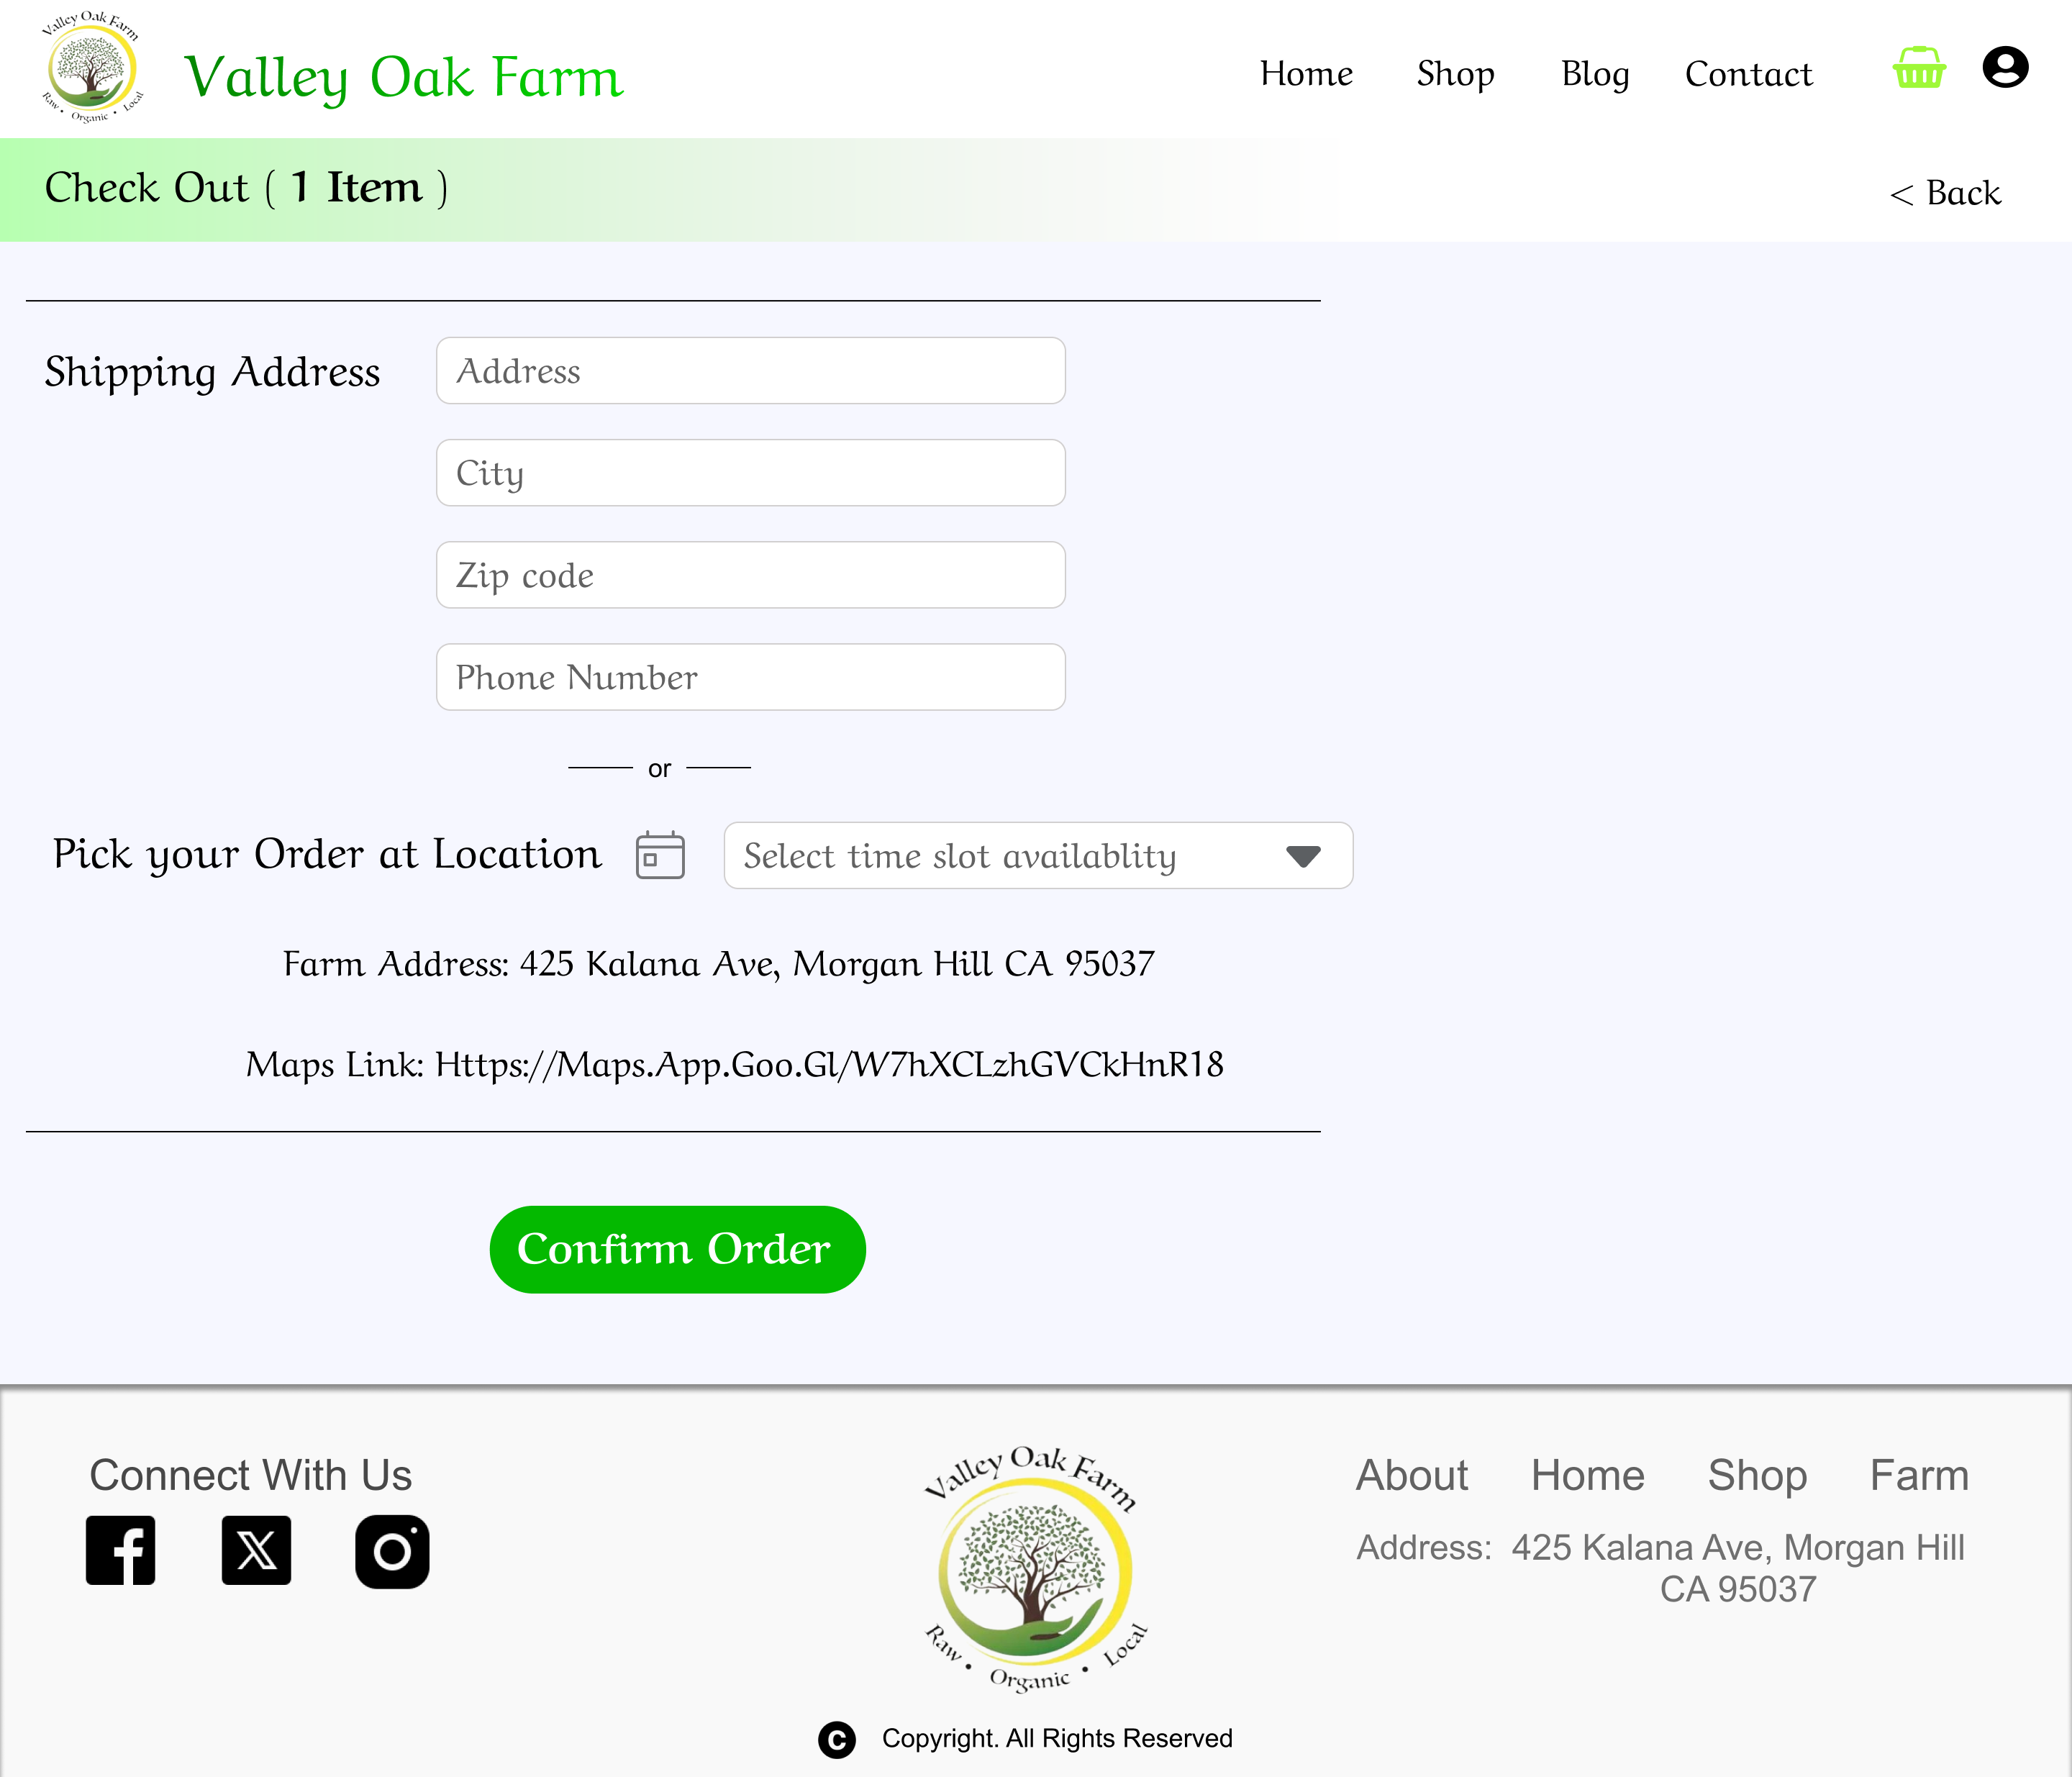 Valley Oak Farm
Raw • Organic • Local
Valley Oak Farm
Home Shop Blog Contact
Check Out ( 1 Item )
< Back
Shipping Address
Address
City
Zip code
Phone Number
or
Pick your Order at Location
Select time slot availablity
Farm Address: 425 Kalana Ave, Morgan Hill CA 95037
Maps Link: Https://Maps.App.Goo.Gl/W7hXCLzhGVCkHnR18
Confirm Order
Connect With Us
Valley Oak Farm
Raw • Organic • Local
About Home Shop Farm
Address: 425 Kalana Ave, Morgan Hill
CA 95037
C Copyright. All Rights Reserved